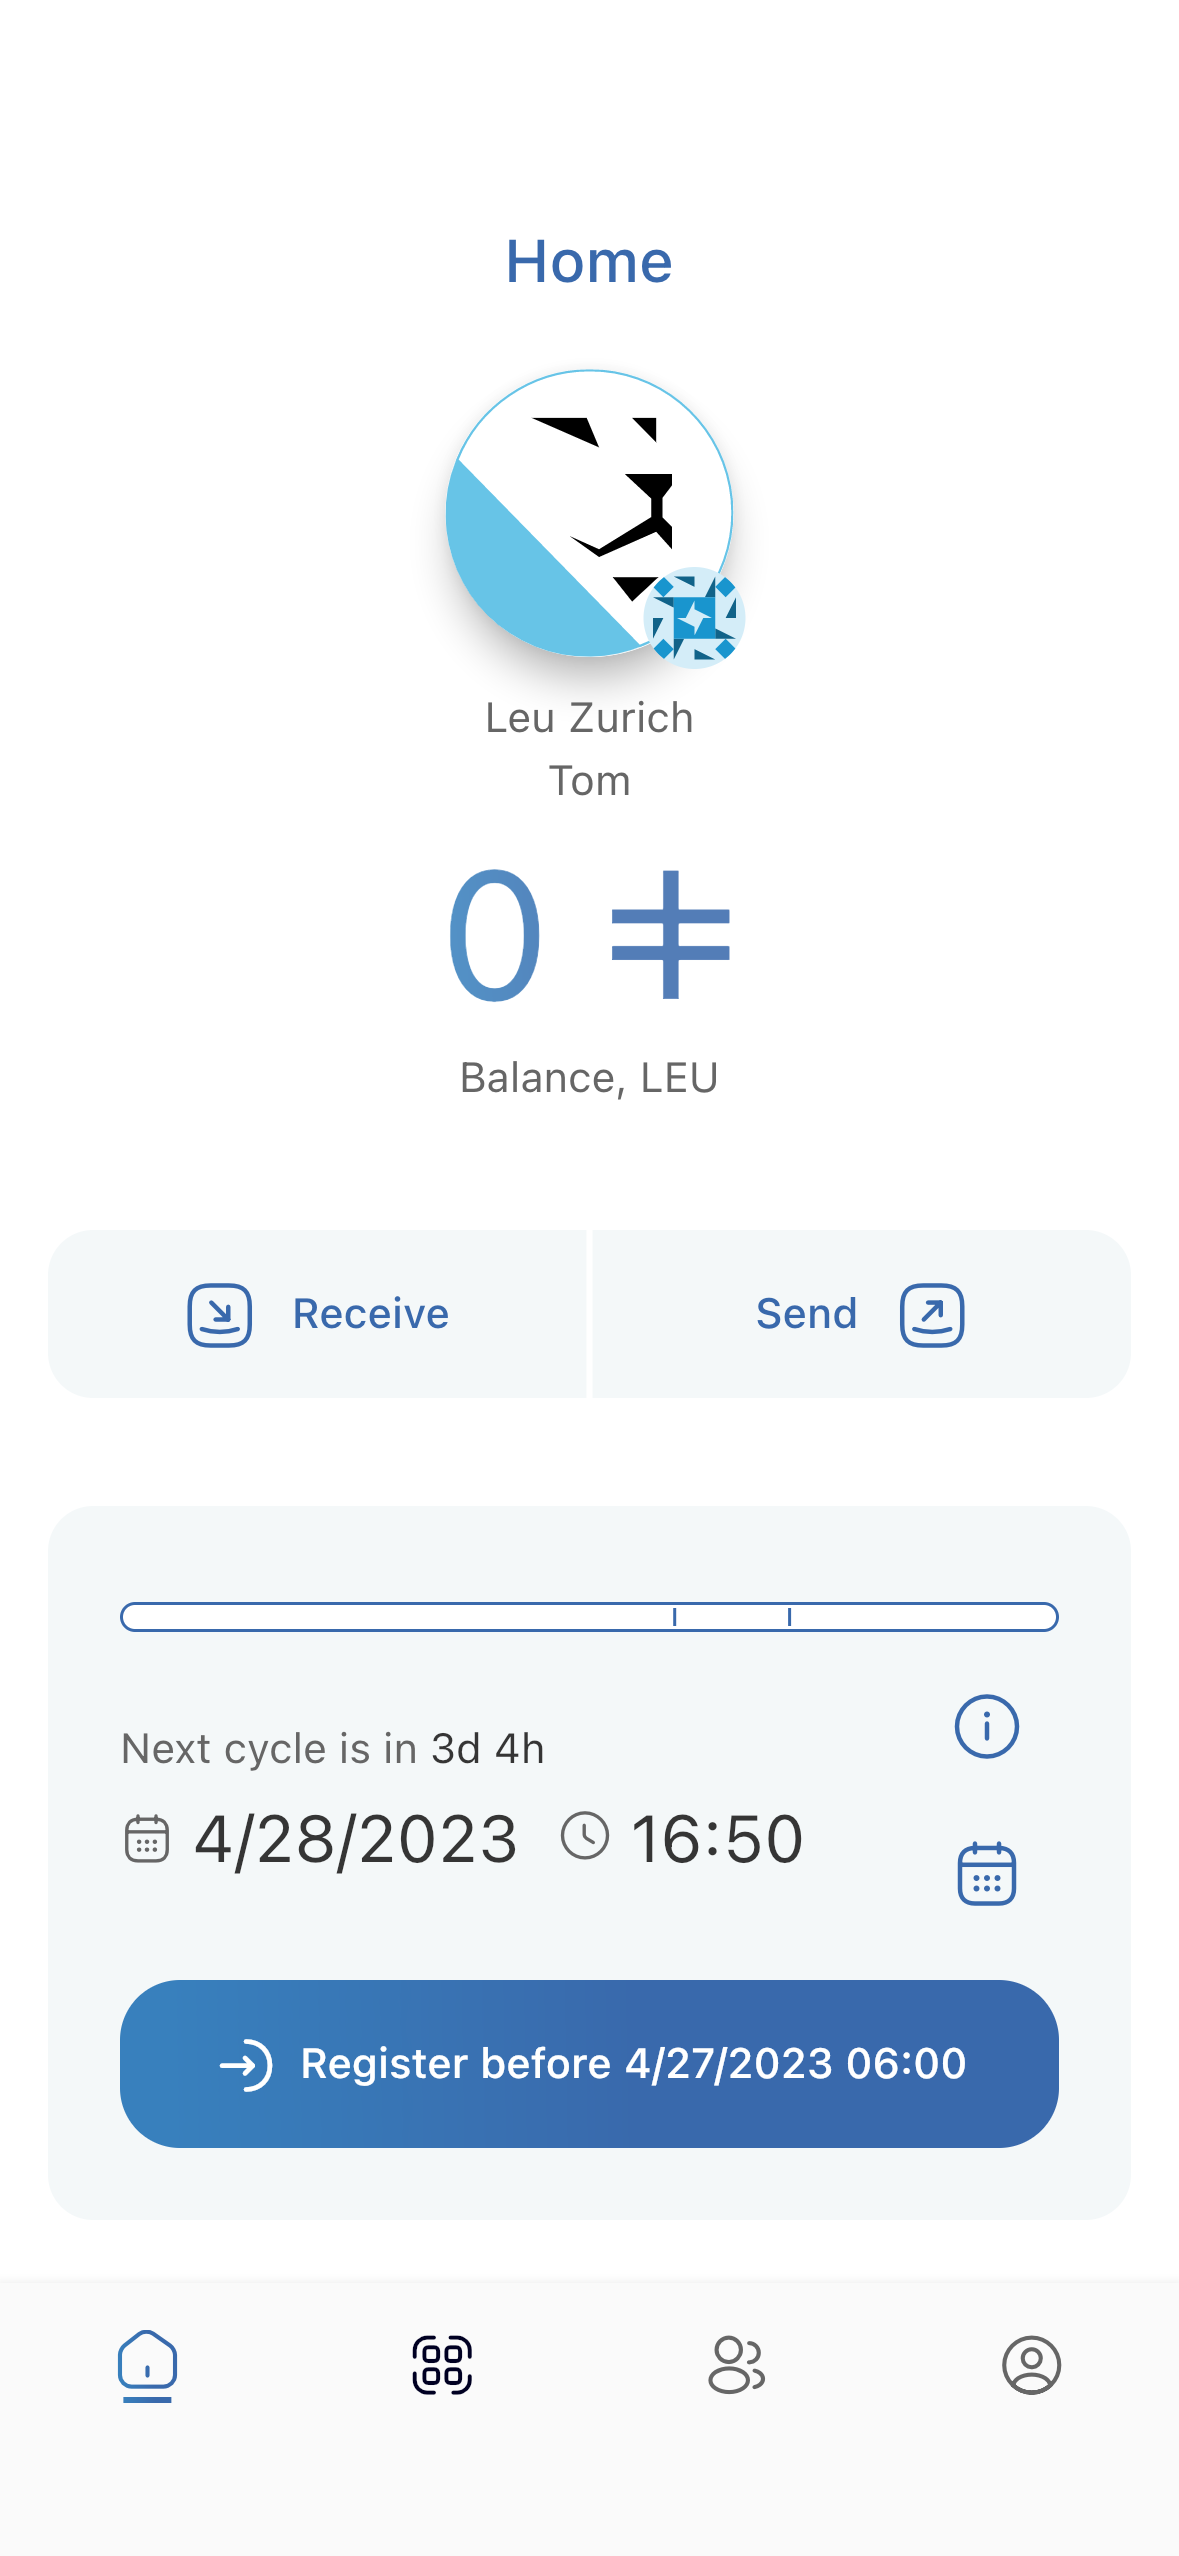 Home
Leu Zurich
Tom
0 ⧧
Balance, LEU
Receive
Send
Next cycle is in 3d 4h
4/28/2023 16:50
Register before 4/27/2023 06:00